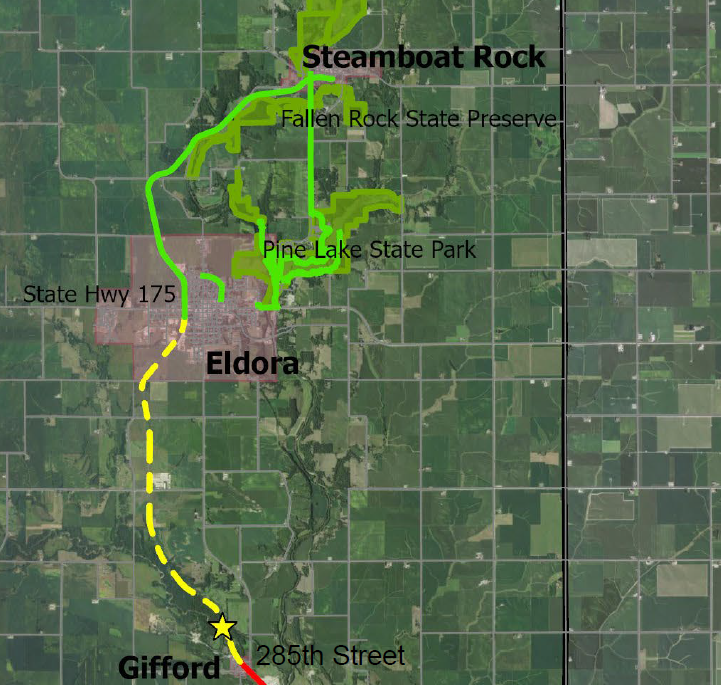 Steamboat Rock
Fallen Rock State Preserve
Pine Lake State Park
State Hwy 175
Eldora
285th Street
Gifford